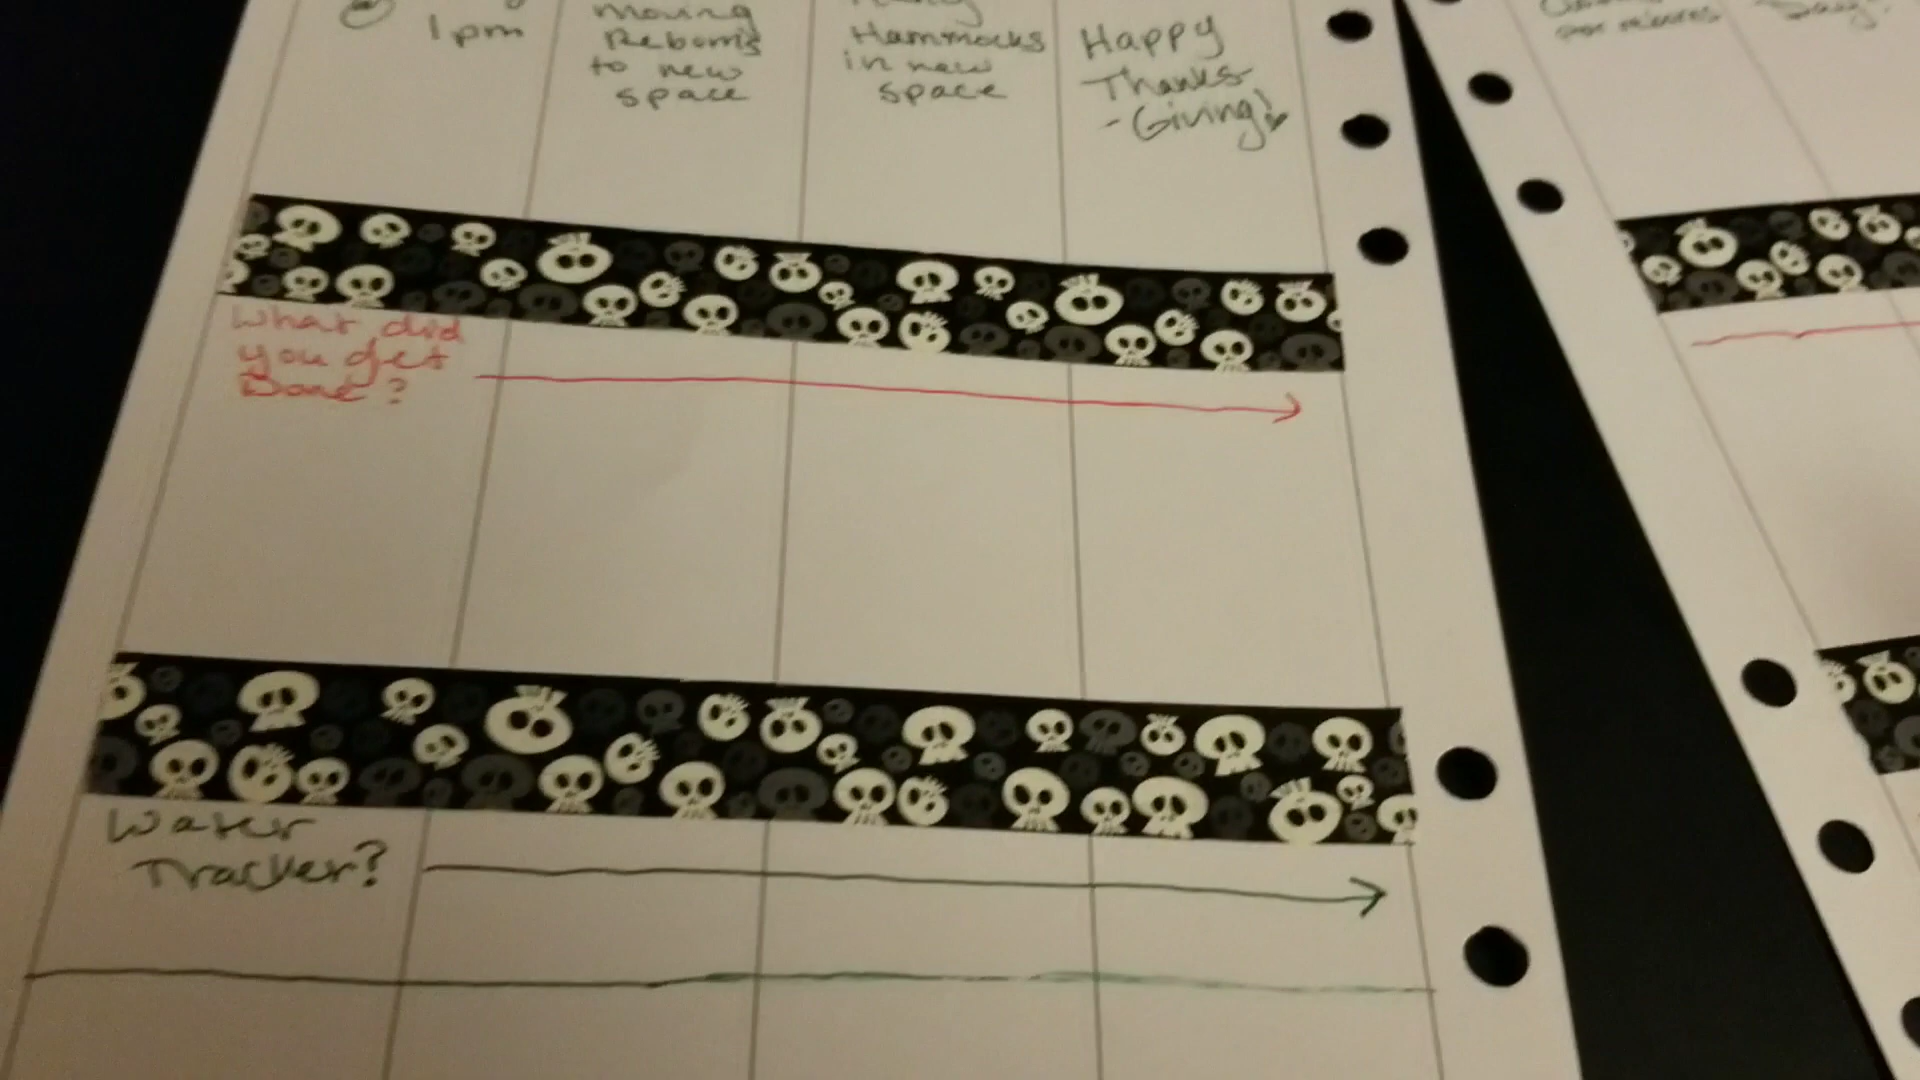 1pm
Moving
Reborns
to new
space
Hammocks
in new
space
Happy
Thanks-
-Giving!
What did
you get
Done?
Water
Tracker?